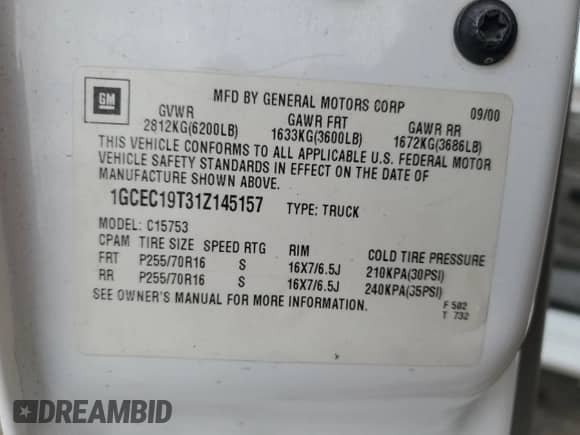 GM
MFD BY GENERAL MOTORS CORP 09/00
GVWR GAWR FRT GAWR RR
2812KG(6200LB) 1633KG(3600LB) 1672KG(3686LB)
THIS VEHICLE CONFORMS TO ALL APPLICABLE U.S. FEDERAL MOTOR
VEHICLE SAFETY STANDARDS IN EFFECT ON THE DATE OF
MANUFACTURE SHOWN ABOVE.
1GCEC19T31Z145157 TYPE: TRUCK
MODEL: C15753
CPAM TIRE SIZE SPEED RTG RIM COLD TIRE PRESSURE
FRT P255/70R16 S 16X7/6.5J 210KPA(30PSI)
RR P255/70R16 S 16X7/6.5J 240KPA(35PSI)
SEE OWNER'S MANUAL FOR MORE INFORMATION.
F 502
T 732
DREAMBID